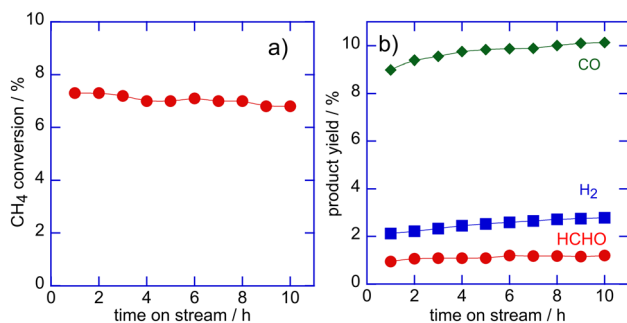 a)
CH4 conversion / %
10
8
6
4
2
0
0 2 4 6 8 10
time on stream / h
b)
product yield / %
10
8
6
4
2
0
0 2 4 6 8 10
time on stream / h
CO
H2
HCHO